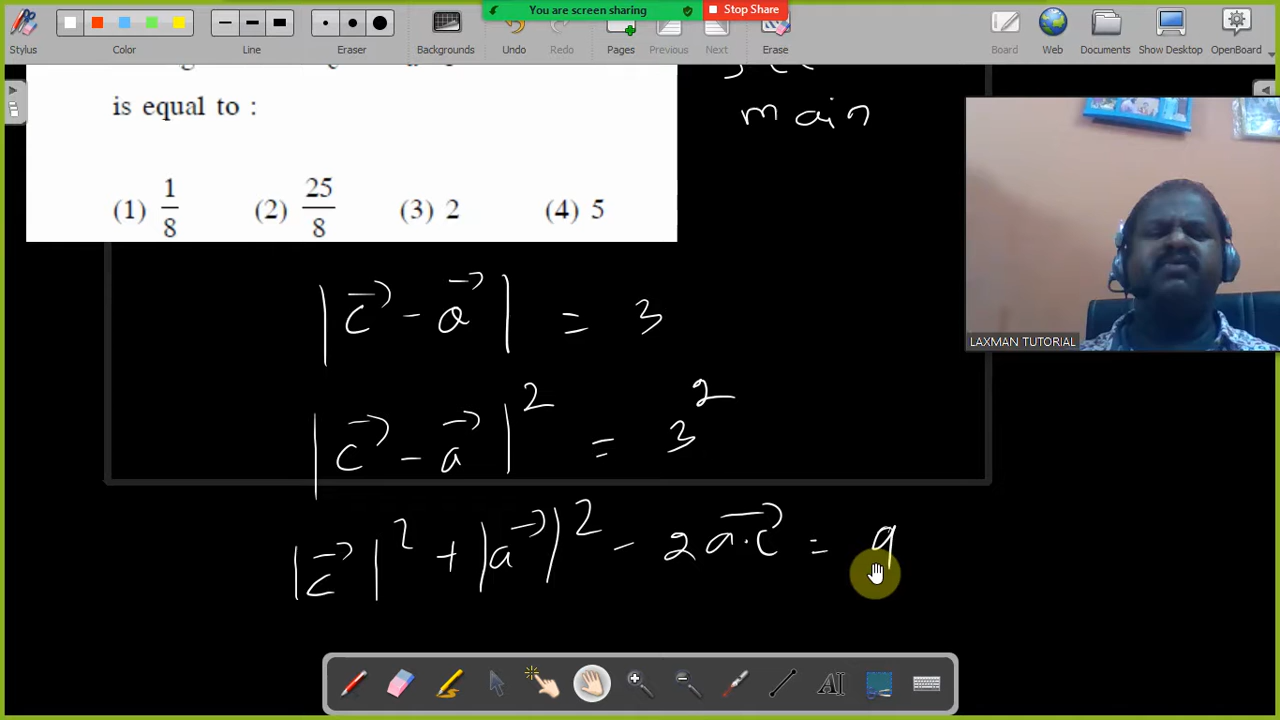 You are screen sharing Stop Share
Stylus Color Line Eraser Backgrounds Undo Redo Pages Previous Next Erase Board Web Documents Show Desktop OpenBoard
is equal to :
main
(1) 1/8 (2) 25/8 (3) 2 (4) 5
|c⃗ - a⃗| = 3
|c⃗ - a⃗|² = 3²
|c⃗|² + |a⃗|² - 2 a⃗·c⃗ = 9
LAXMAN TUTORIAL
AI